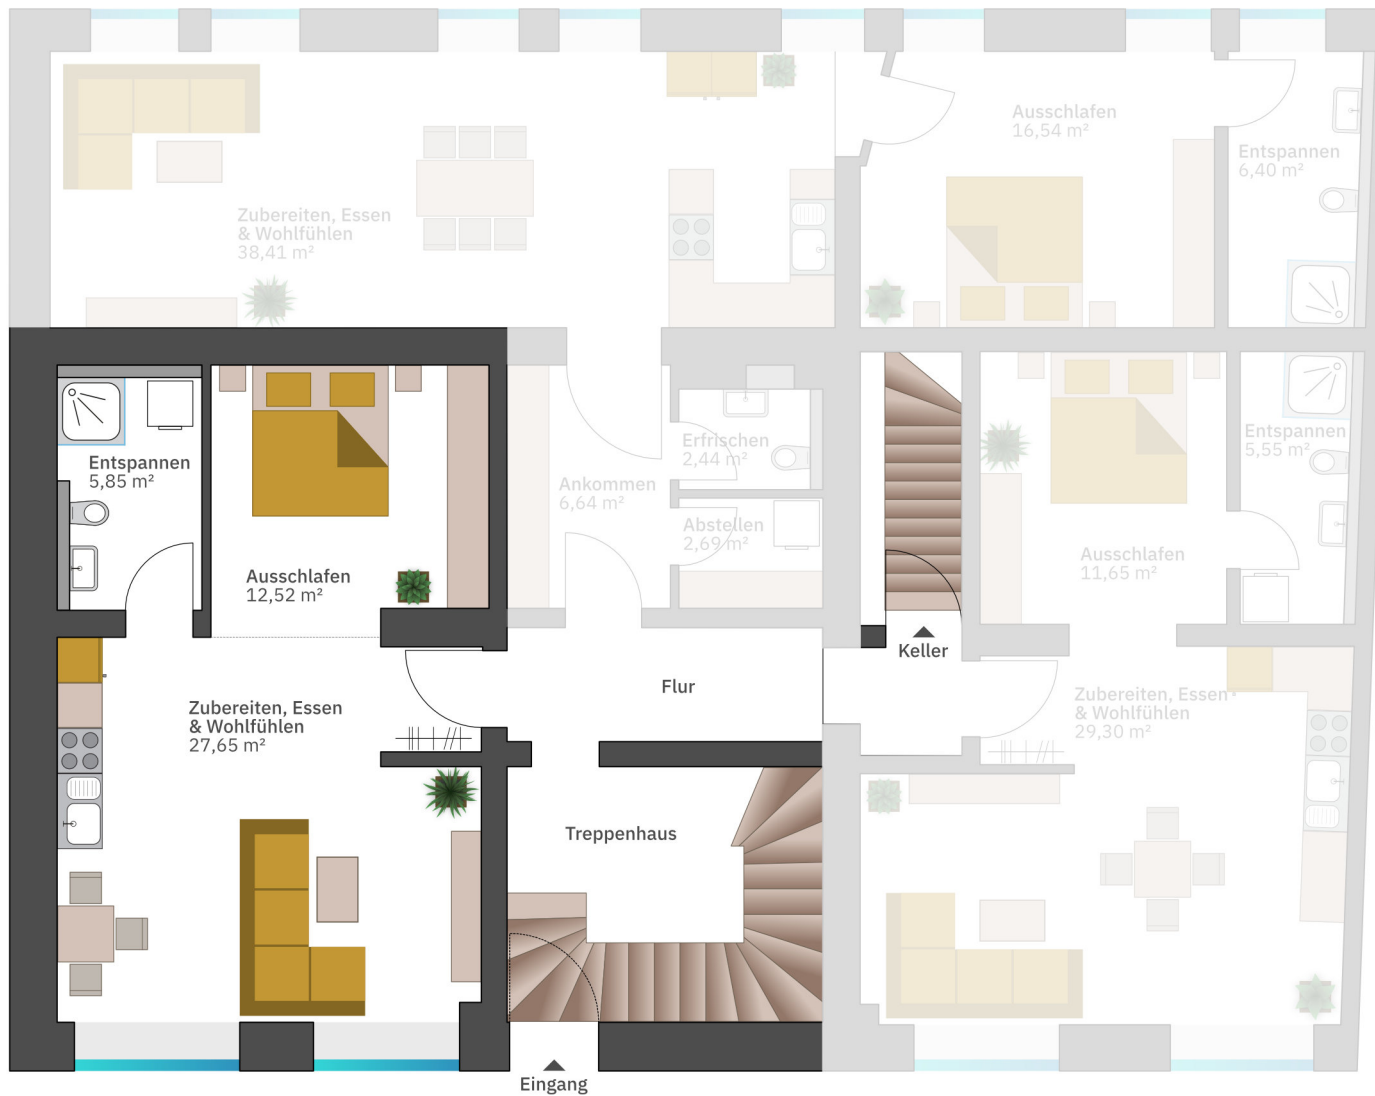 Ausschlafen
16,54 m²
Entspannen
6,40 m²
Zubereiten, Essen
& Wohlfühlen
38,41 m²
Entspannen
5,85 m²
Ausschlafen
12,52 m²
Ankommen
6,64 m²
Erfrischen
2,44 m²
Abstellen
2,69 m²
Entspannen
5,55 m²
Ausschlafen
11,65 m²
Keller
Flur
Zubereiten, Essen
& Wohlfühlen
27,65 m²
Zubereiten, Essen
& Wohlfühlen
29,30 m²
Treppenhaus
Eingang